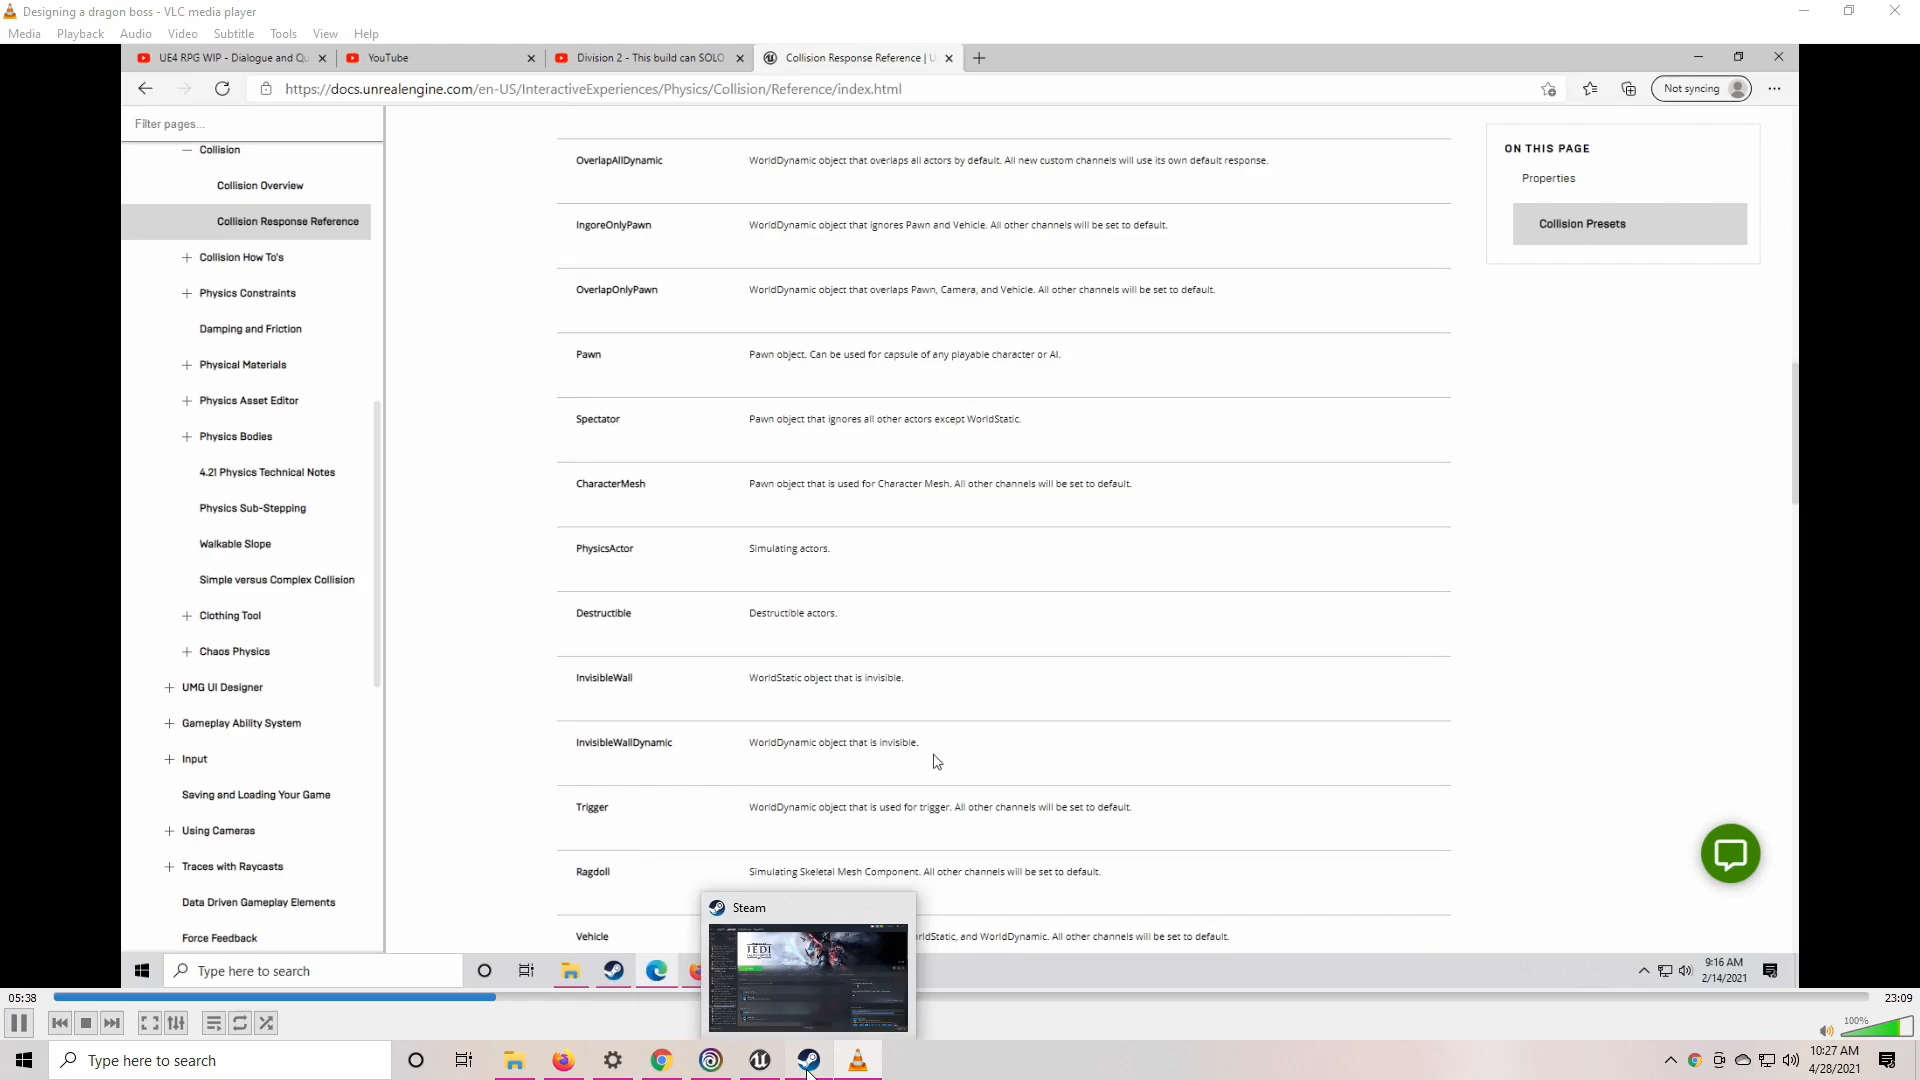 Designing a dragon boss - VLC media player
Media Playback Audio Video Subtitle Tools View Help
UE4 RPG WIP - Dialogue and Qu
YouTube
Division 2 - This build can SOLO
Collision Response Reference | U
https://docs.unrealengine.com/en-US/InteractiveExperiences/Physics/Collision/Reference/index.html
Not syncing
Filter pages...
Collision
Collision Overview
Collision Response Reference
Collision How To's
Physics Constraints
Damping and Friction
Physical Materials
Physics Asset Editor
Physics Bodies
4.21 Physics Technical Notes
Physics Sub-Stepping
Walkable Slope
Simple versus Complex Collision
Clothing Tool
Chaos Physics
UMG UI Designer
Gameplay Ability System
Input
Saving and Loading Your Game
Using Cameras
Traces with Raycasts
Data Driven Gameplay Elements
Force Feedback
OverlapAllDynamic WorldDynamic object that overlaps all actors by default. All new custom channels will use its own default response.
IngoreOnlyPawn WorldDynamic object that ignores Pawn and Vehicle. All other channels will be set to default.
OverlapOnlyPawn WorldDynamic object that overlaps Pawn, Camera, and Vehicle. All other channels will be set to default.
Pawn Pawn object. Can be used for capsule of any playable character or AI.
Spectator Pawn object that ignores all other actors except WorldStatic.
CharacterMesh Pawn object that is used for Character Mesh. All other channels will be set to default.
PhysicsActor Simulating actors.
Destructible Destructible actors.
InvisibleWall WorldStatic object that is invisible.
InvisibleWallDynamic WorldDynamic object that is invisible.
Trigger WorldDynamic object that is used for trigger. All other channels will be set to default.
Ragdoll Simulating Skeletal Mesh Component. All other channels will be set to default.
Vehicle and WorldDynamic. All other channels will be set to default.
ON THIS PAGE
Properties
Collision Presets
Steam
JEDI
Type here to search
9:16 AM
2/14/2021
05:38
23:09
100%
Type here to search
10:27 AM
4/28/2021